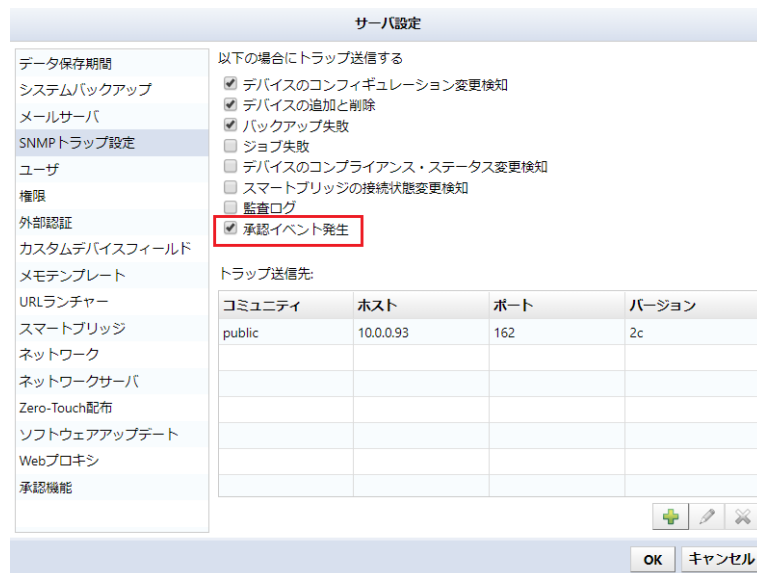 サーバ設定
データ保存期間
システムバックアップ
メールサーバ
SNMPトラップ設定
ユーザ
権限
外部認証
カスタムデバイスフィールド
メモテンプレート
URLランチャー
スマートブリッジ
ネットワーク
ネットワークサーバ
Zero-Touch配布
ソフトウェアアップデート
Webプロキシ
承認機能
以下の場合にトラップ送信する
デバイスのコンフィギュレーション変更検知
デバイスの追加と削除
バックアップ失敗
ジョブ失敗
デバイスのコンプライアンス・ステータス変更検知
スマートブリッジの接続状態変更検知
監査ログ
承認イベント発生
トラップ送信先:
コミュニティ ホスト ポート バージョン
public 10.0.0.93 162 2c
OK キャンセル